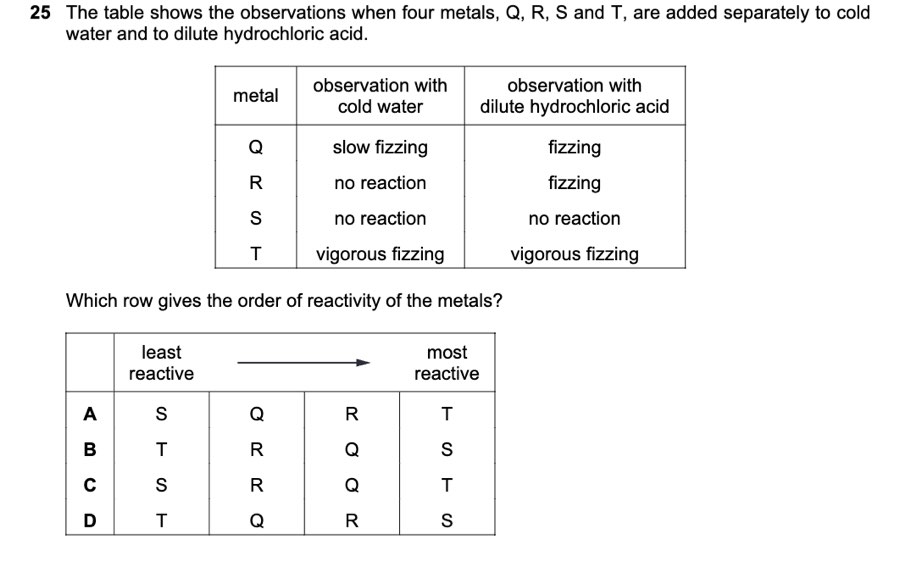 25 The table shows the observations when four metals, Q, R, S and T, are added separately to cold
water and to dilute hydrochloric acid.
metal observation with cold water observation with dilute hydrochloric acid
Q slow fizzing fizzing
R no reaction fizzing
S no reaction no reaction
T vigorous fizzing vigorous fizzing
Which row gives the order of reactivity of the metals?
least reactive most reactive
A S Q R T
B T R Q S
C S R Q T
D T Q R S